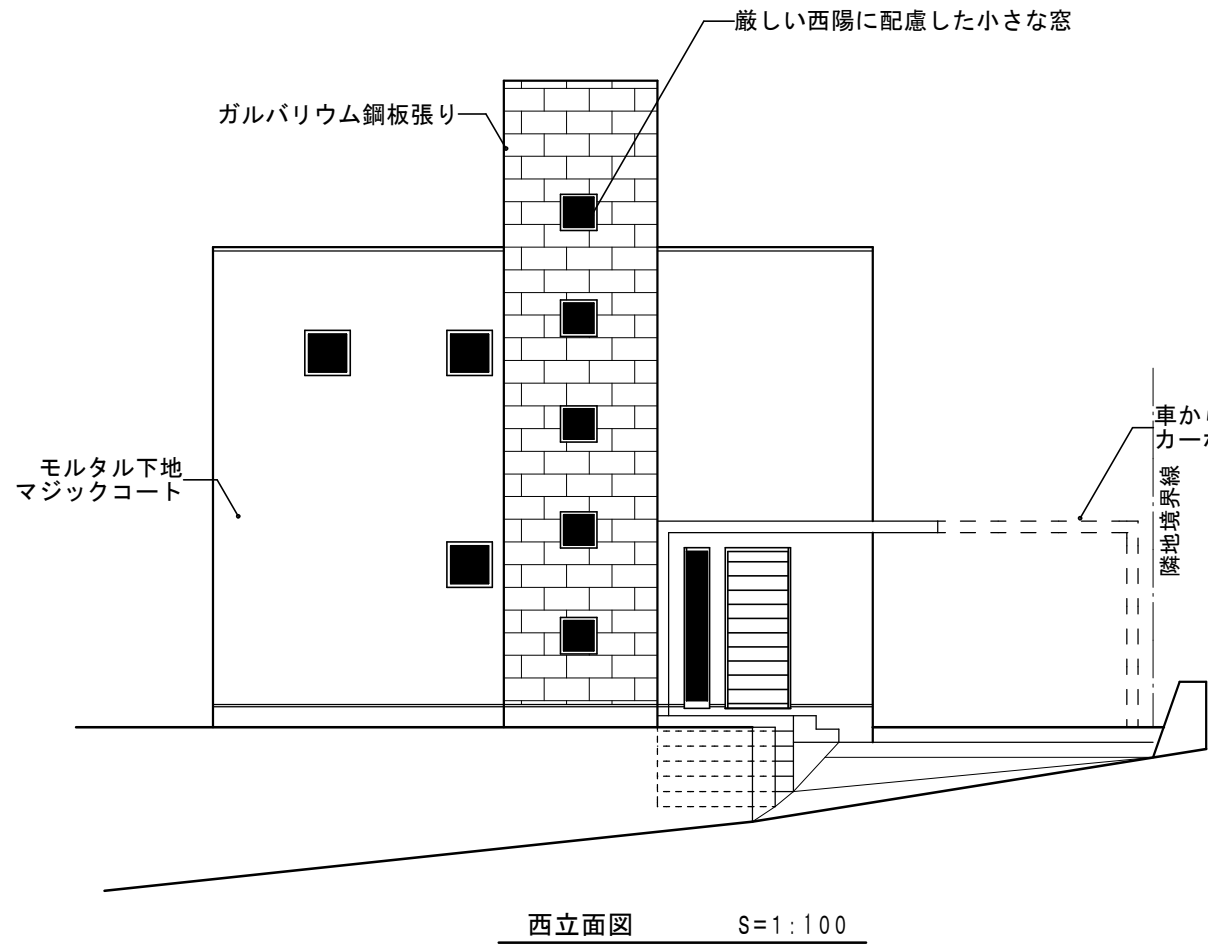 厳しい西陽に配慮した小さな窓
ガルバリウム鋼板張り
車か
カー
モルタル下地
マジックコート
隣地境界線
西立面図 S=1:100